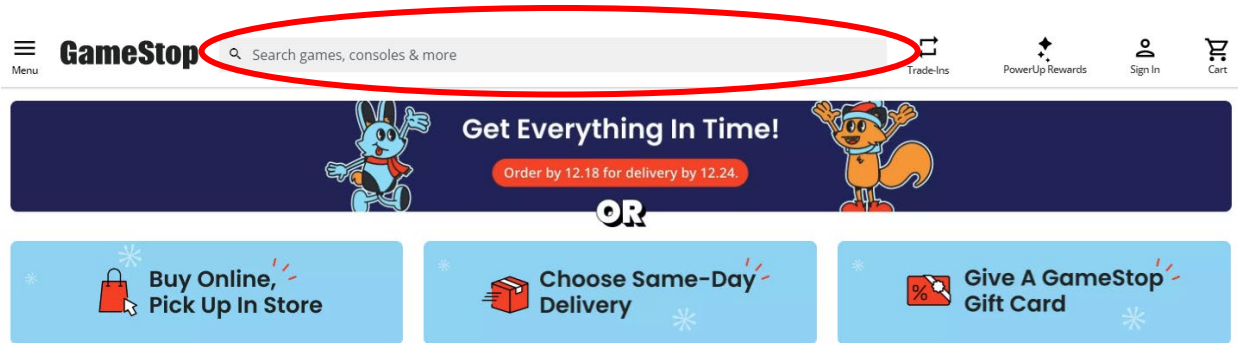 Menu
GameStop
Search games, consoles & more
Trade-Ins
PowerUp Rewards
Sign In
Cart
Get Everything In Time!
Order by 12.18 for delivery by 12.24.
OR
Buy Online,
Pick Up In Store
Choose Same-Day
Delivery
%
Give A GameStop
Gift Card